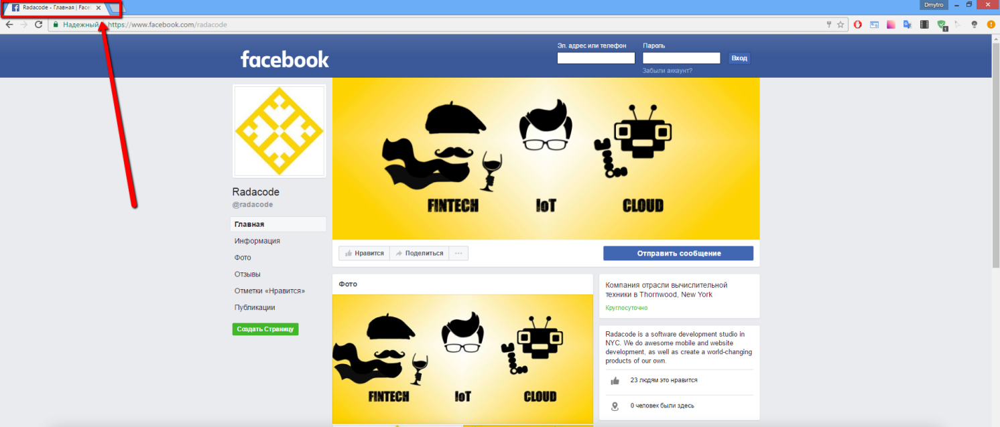 Radacode - Главная | Face
Dmytro
Надежный
https://www.facebook.com/radacode
1
facebook
Эл. адрес или телефон
Пароль
Вход
Забыли аккаунт?
FINTECH
IoT
CLOUD
Radacode
@radacode
Главная
Информация
Фото
Отзывы
Отметки «Нравится»
Публикации
Создать Страницу
Нравится
Поделиться
Отправить сообщение
Фото
FINTECH
IoT
CLOUD
Компания отрасли вычислительной
техники в Thornwood, New York
Круглосуточно
Radacode is a software development studio in
NYC. We do awesome mobile and website
development, as well as create a world-changing
products of our own.
23 людям это нравится
0 человек были здесь